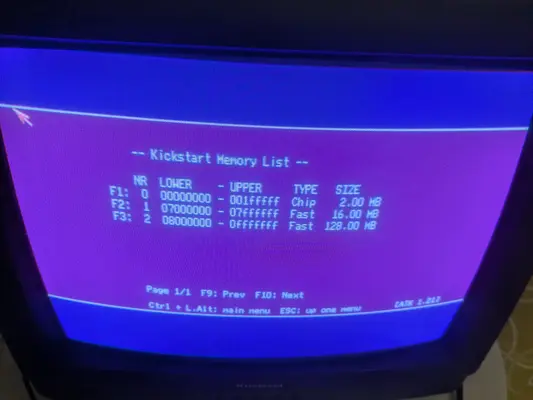 -- Kickstart Memory List --
NR LOWER - UPPER TYPE SIZE
F1: 0 00000000 - 001fffff Chip 2.00 MB
F2: 1 07000000 - 07ffffff Fast 16.00 MB
F3: 2 08000000 - 0fffffff Fast 128.00 MB
Page 1/1 F9: Prev F10: Next
Ctrl + L.Alt: main menu ESC: up one menu